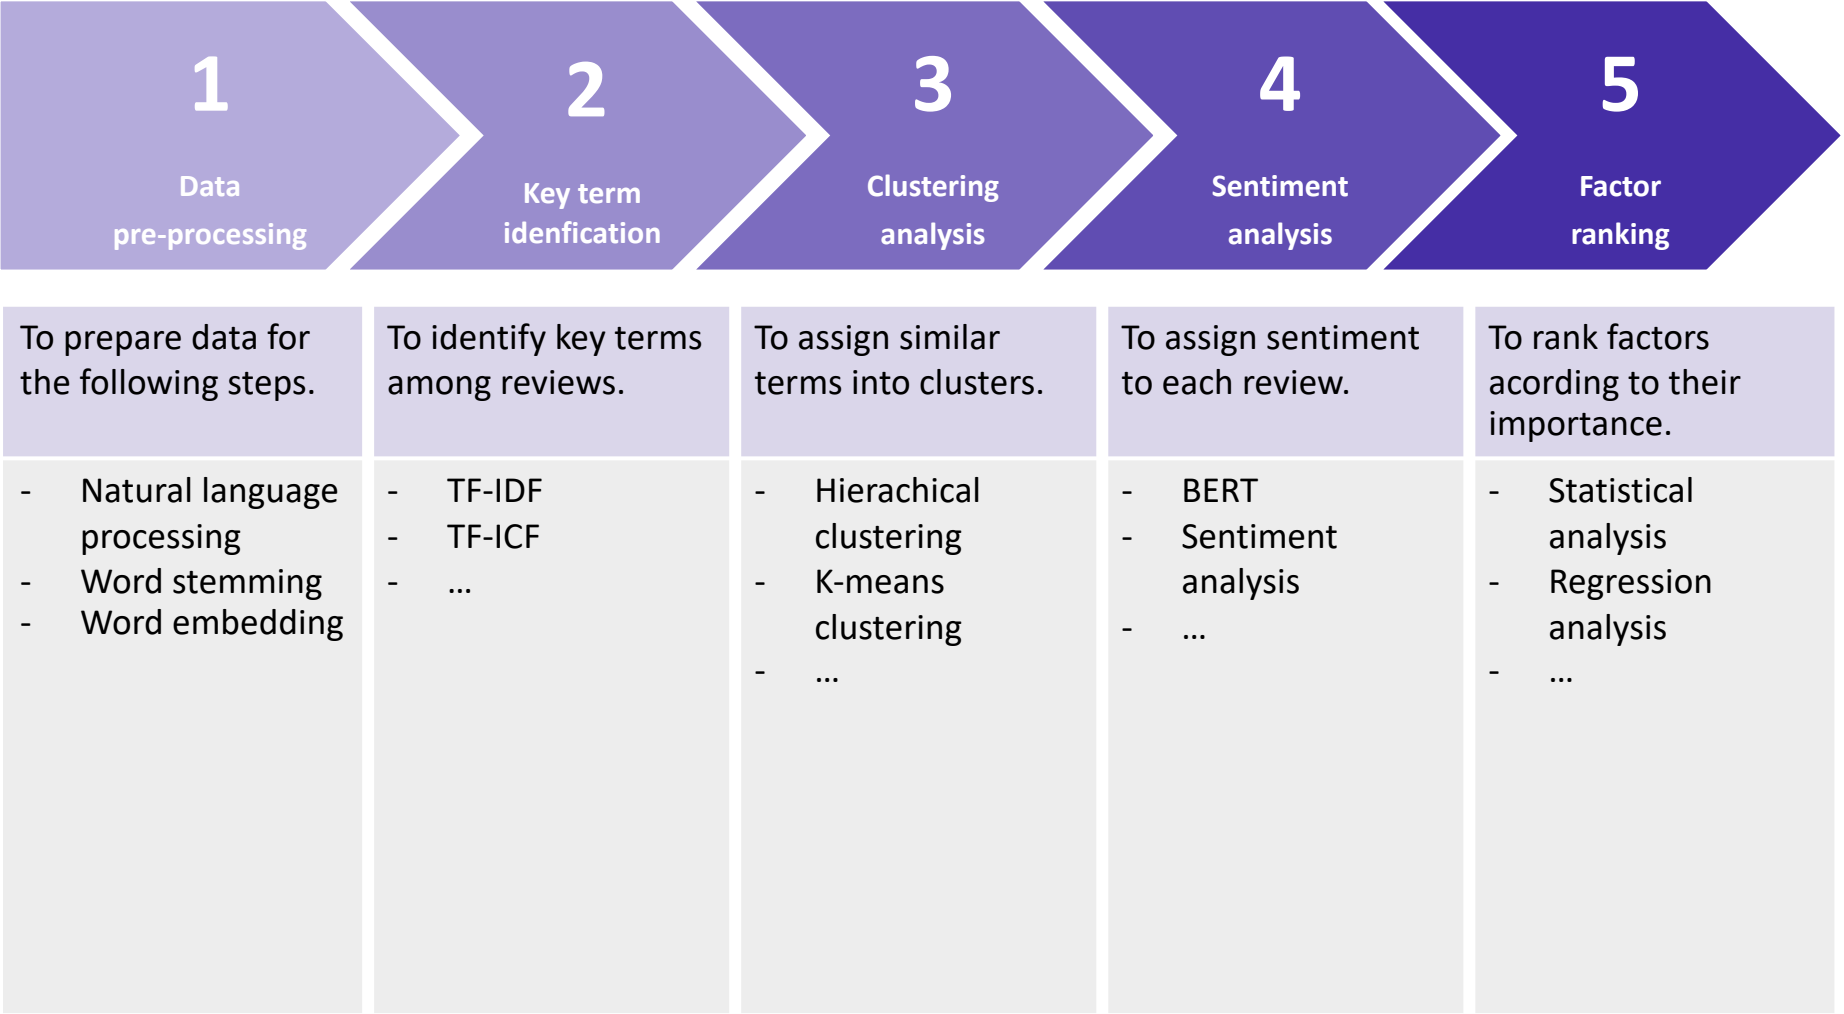 1
Data
pre-processing
2
Key term
idenfication
3
Clustering
analysis
4
Sentiment
analysis
5
Factor
ranking
To prepare data for
the following steps.
To identify key terms
among reviews.
To assign similar
terms into clusters.
To assign sentiment
to each review.
To rank factors
acording to their
importance.
- Natural language
processing
- Word stemming
- Word embedding
- TF-IDF
- TF-ICF
- ...
- Hierachical
clustering
- K-means
clustering
- ...
- BERT
- Sentiment
analysis
- ...
- Statistical
analysis
- Regression
analysis
- ...